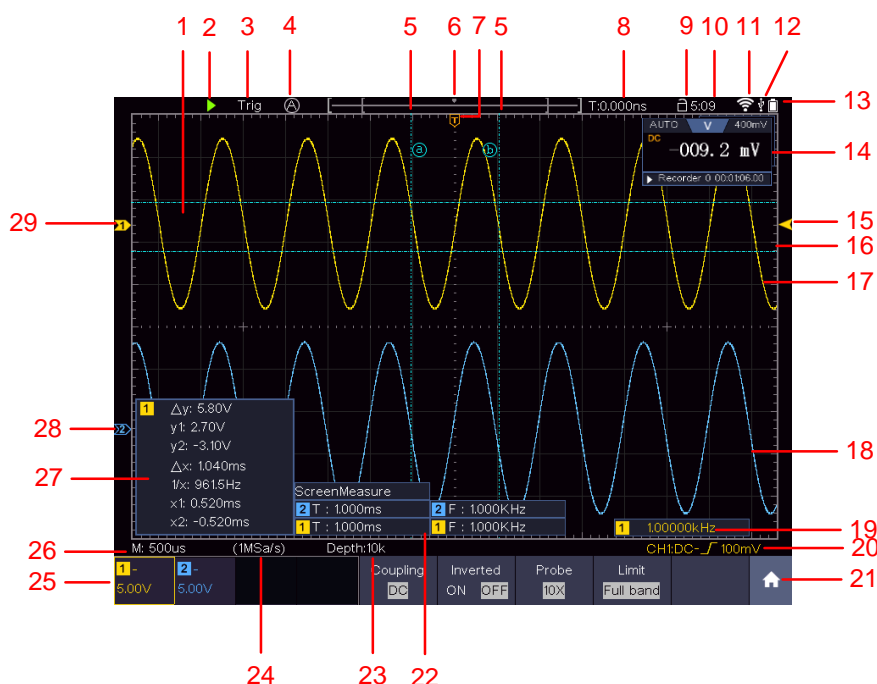 1 2 3 4 5 6 7 5 8 9 10 11 12
Trig A T:0.000ns 5:09 13
T
AUTO V 400mV
a b DC -009.2 mV 14
Recorder 0 00:01:06.00
29 1 15
16
17
1 △y: 5.80V
y1: 2.70V
28 2 y2: -3.10V
18
△x: 1.040ms
27 1/x: 961.5Hz
x1: 0.520ms
x2: -0.520ms
ScreenMeasure
2 T : 1.000ms 2 F : 1.000KHz
1 T : 1.000ms 1 F : 1.000KHz
1 1.00000kHz 19
26 M: 500us (1MSa/s) Depth:10k CH1:DC- 100mV 20
25 1 - 2 - Coupling Inverted Probe Limit 21
5.00V 5.00V DC ON OFF 10X Full band
24 23 22